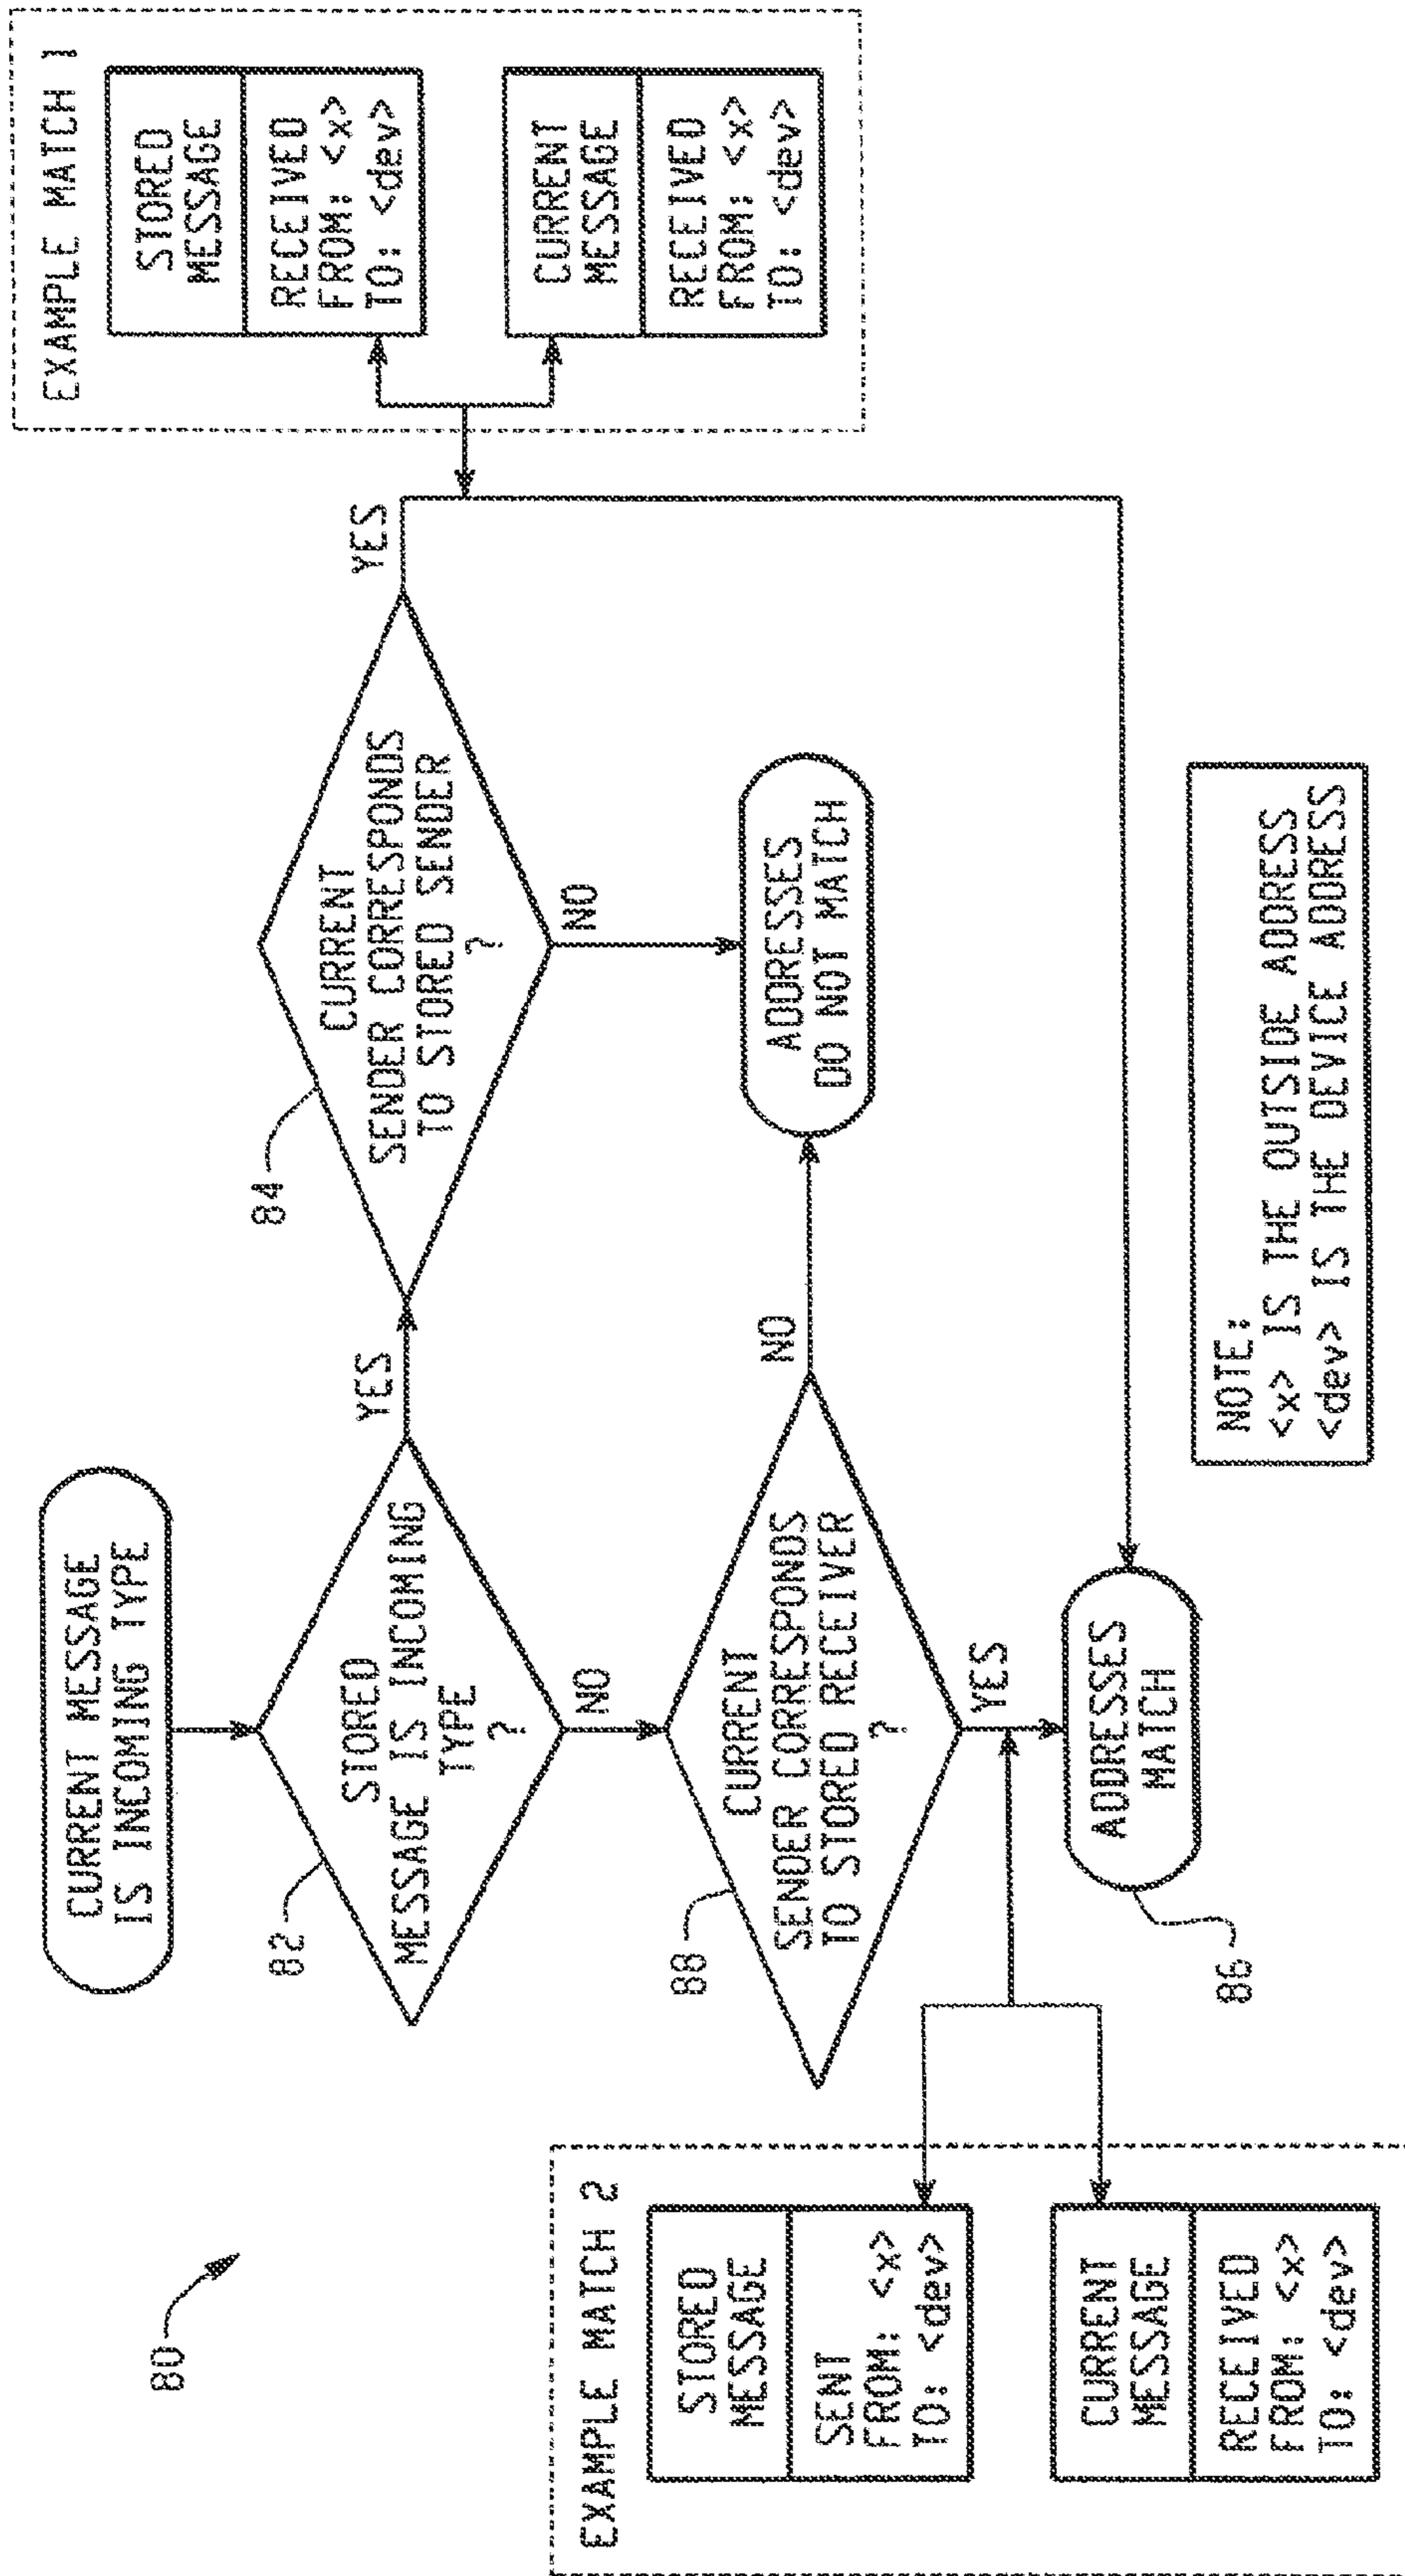 80
CURRENT MESSAGE
IS INCOMING TYPE
82
STORED
MESSAGE IS INCOMING
TYPE
?
YES
NO
84
CURRENT
SENDER CORRESPONDS
TO STORED SENDER
?
YES
NO
EXAMPLE MATCH 1
STORED
MESSAGE
RECEIVED
FROM: <x>
TO: <dev>
CURRENT
MESSAGE
RECEIVED
FROM: <x>
TO: <dev>
88
CURRENT
SENDER CORRESPONDS
TO STORED RECEIVER
?
NO
YES
ADDRESSES
DO NOT MATCH
EXAMPLE MATCH 2
STORED
MESSAGE
SENT
FROM: <x>
TO: <dev>
CURRENT
MESSAGE
RECEIVED
FROM: <x>
TO: <dev>
ADDRESSES
MATCH
86
NOTE:
<x> IS THE OUTSIDE ADDRESS
<dev> IS THE DEVICE ADDRESS